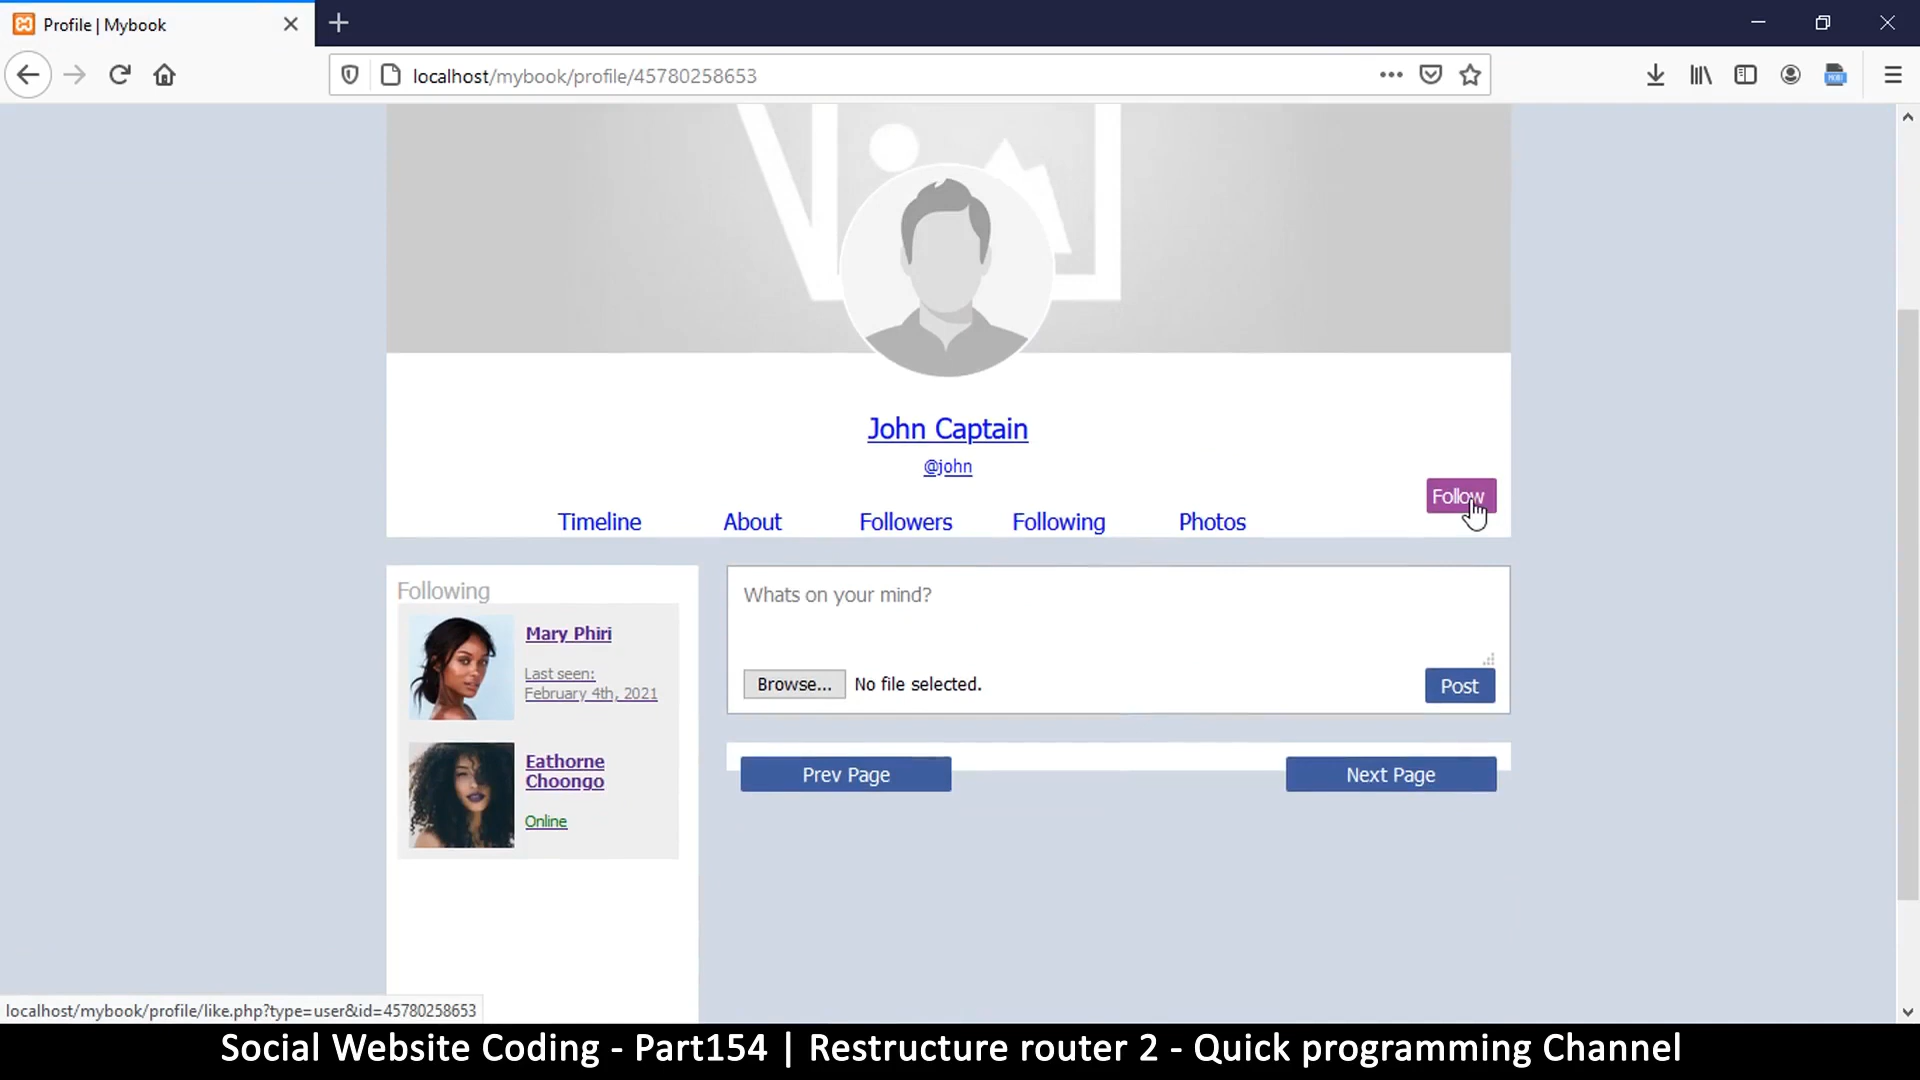 Profile | Mybook
localhost/mybook/profile/45780258653
John Captain
@john
Follow
Timeline About Followers Following Photos
Following
Mary Phiri
Last seen:
February 4th, 2021
Eathorne
Choongo
Online
Whats on your mind?
Browse... No file selected.
Post
Prev Page Next Page
localhost/mybook/profile/like.php?type=user&id=45780258653
Social Website Coding - Part154 | Restructure router 2 - Quick programming Channel